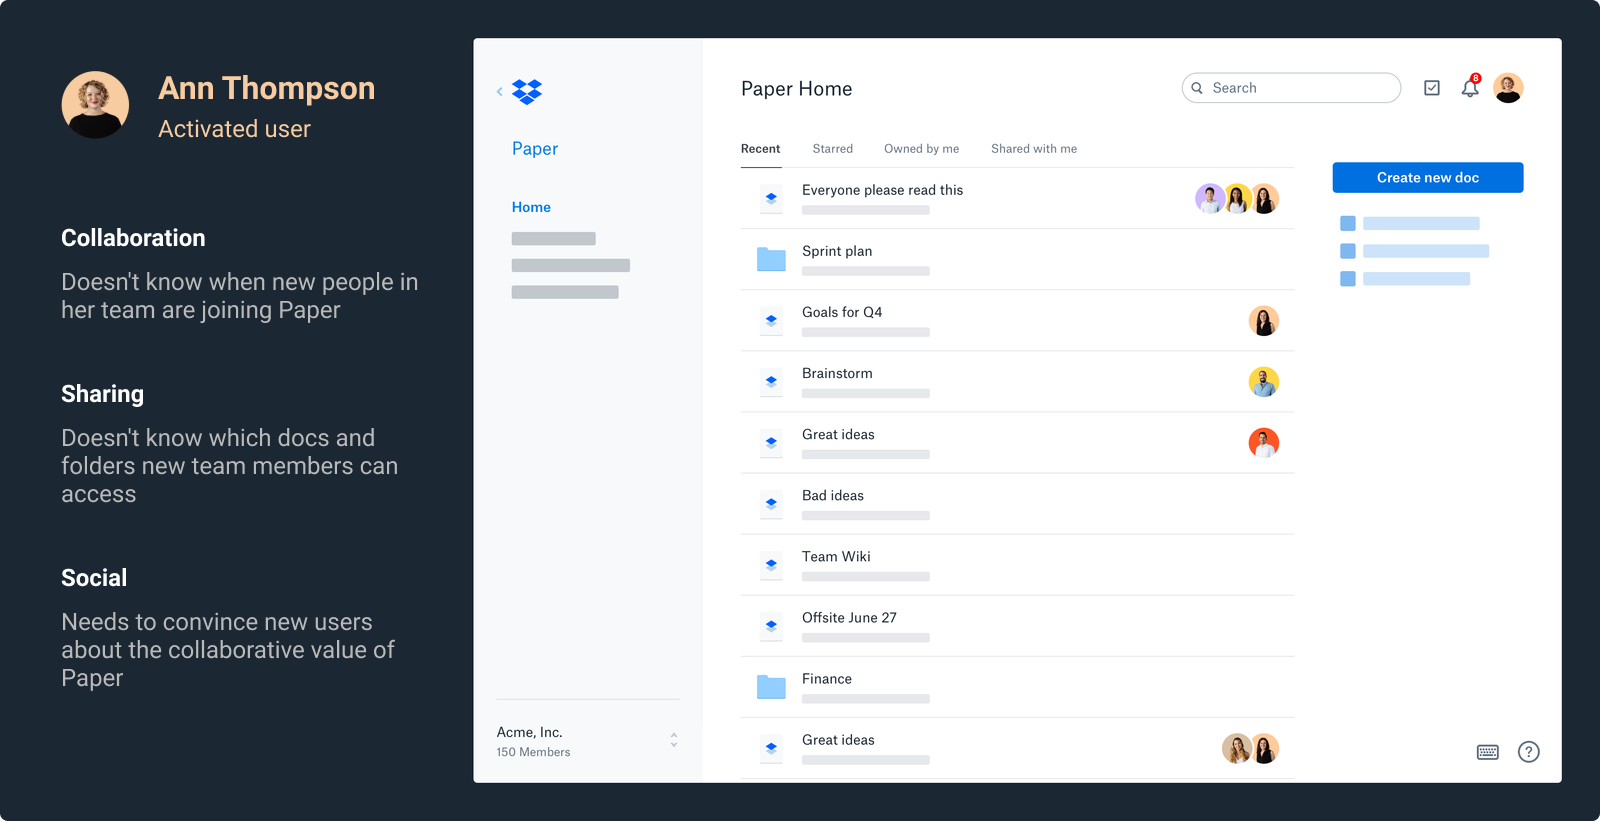 Ann Thompson
Activated user
Collaboration
Doesn't know when new people in
her team are joining Paper
Sharing
Doesn't know which docs and
folders new team members can
access
Social
Needs to convince new users
about the collaborative value of
Paper
Paper
Home
Acme, Inc.
150 Members
Paper Home
Search
8
Recent
Starred
Owned by me
Shared with me
Everyone please read this
Sprint plan
Goals for Q4
Brainstorm
Great ideas
Bad ideas
Team Wiki
Offsite June 27
Finance
Great ideas
Create new doc
?